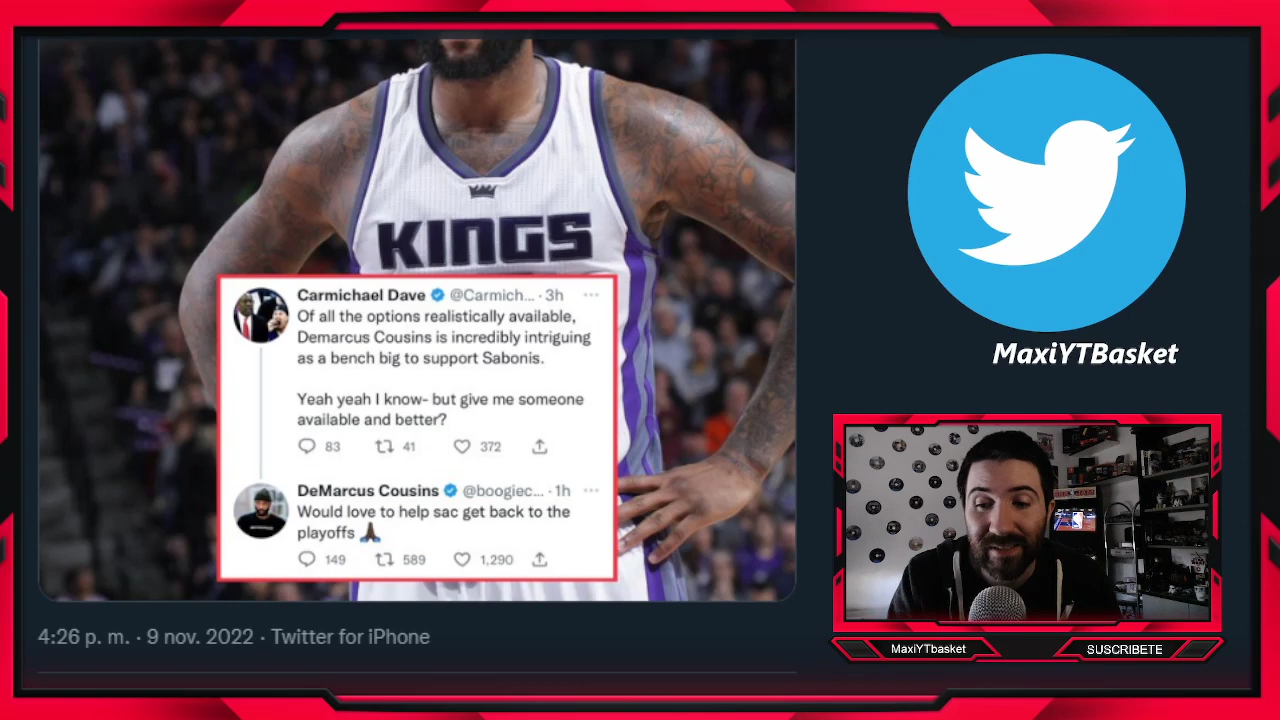 KINGS
Carmichael Dave @Carmich... · 3h
Of all the options realistically available,
Demarcus Cousins is incredibly intriguing
as a bench big to support Sabonis.
Yeah yeah I know- but give me someone
available and better?
83 41 372
DeMarcus Cousins @boogiec... · 1h
Would love to help sac get back to the
playoffs 🙏🏿
149 589 1,290
4:26 p. m. · 9 nov. 2022 · Twitter for iPhone
MaxiYTBasket
MaxiYTbasket
SUSCRIBETE